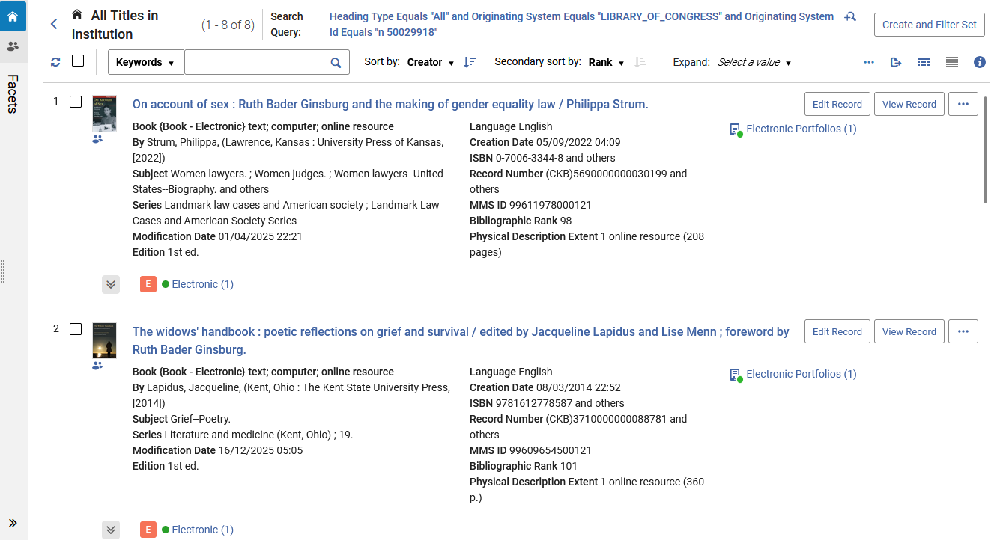 All Titles in
Institution
(1 - 8 of 8)
Search
Query:
Heading Type Equals "All" and Originating System Equals "LIBRARY_OF_CONGRESS" and Originating System
Id Equals "n 50029918"
Create and Filter Set
Keywords
Sort by: Creator
Secondary sort by: Rank
Expand: Select a value
Facets
1
On account of sex : Ruth Bader Ginsburg and the making of gender equality law / Philippa Strum.
Edit Record
View Record
Book {Book - Electronic} text; computer; online resource
By Strum, Philippa, (Lawrence, Kansas : University Press of Kansas,
[2022])
Subject Women lawyers. ; Women judges. ; Women lawyers--United
States--Biography. and others
Series Landmark law cases and American society ; Landmark Law
Cases and American Society Series
Modification Date 01/04/2025 22:21
Edition 1st ed.
Language English
Creation Date 05/09/2022 04:09
ISBN 0-7006-3344-8 and others
Record Number (CKB)5690000000030199 and
others
MMS ID 99611978000121
Bibliographic Rank 98
Physical Description Extent 1 online resource (208
pages)
Electronic Portfolios (1)
E
Electronic (1)
2
The widows' handbook : poetic reflections on grief and survival / edited by Jacqueline Lapidus and Lise Menn ; foreword by
Ruth Bader Ginsburg.
Edit Record
View Record
Book {Book - Electronic} text; computer; online resource
By Lapidus, Jacqueline, (Kent, Ohio : The Kent State University Press,
[2014])
Subject Grief--Poetry.
Series Literature and medicine (Kent, Ohio) ; 19.
Modification Date 16/12/2025 05:05
Edition 1st ed.
Language English
Creation Date 08/03/2014 22:52
ISBN 9781612778587 and others
Record Number (CKB)3710000000088781 and
others
MMS ID 99609654500121
Bibliographic Rank 101
Physical Description Extent 1 online resource (360
p.)
Electronic Portfolios (1)
E
Electronic (1)